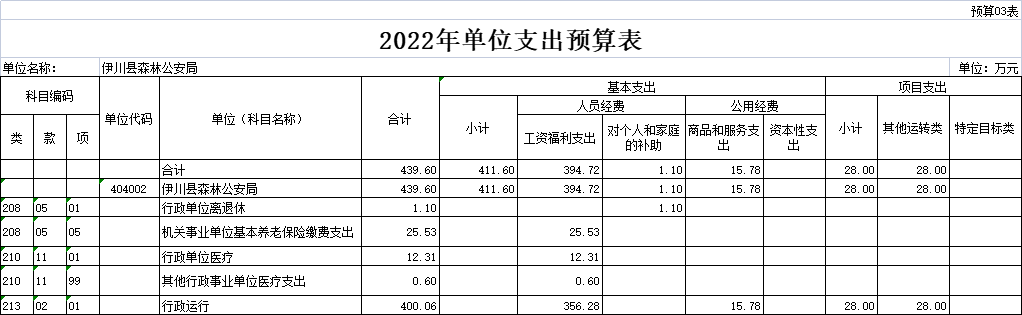 预算03表
2022年单位支出预算表
单位名称： 伊川县森林公安局 单位：万元
科目编码 单位代码 单位（科目名称） 合计 基本支出 项目支出
类 款 项 小计 人员经费 公用经费 小计 其他运转类 特定目标类
工资福利支出 对个人和家庭的补助 商品和服务支出 资本性支出
合计 439.60 411.60 394.72 1.10 15.78 28.00 28.00
404002 伊川县森林公安局 439.60 411.60 394.72 1.10 15.78 28.00 28.00
208 05 01 行政单位离退休 1.10 1.10
208 05 05 机关事业单位基本养老保险缴费支出 25.53 25.53
210 11 01 行政单位医疗 12.31 12.31
210 11 99 其他行政事业单位医疗支出 0.60 0.60
213 02 01 行政运行 400.06 356.28 15.78 28.00 28.00